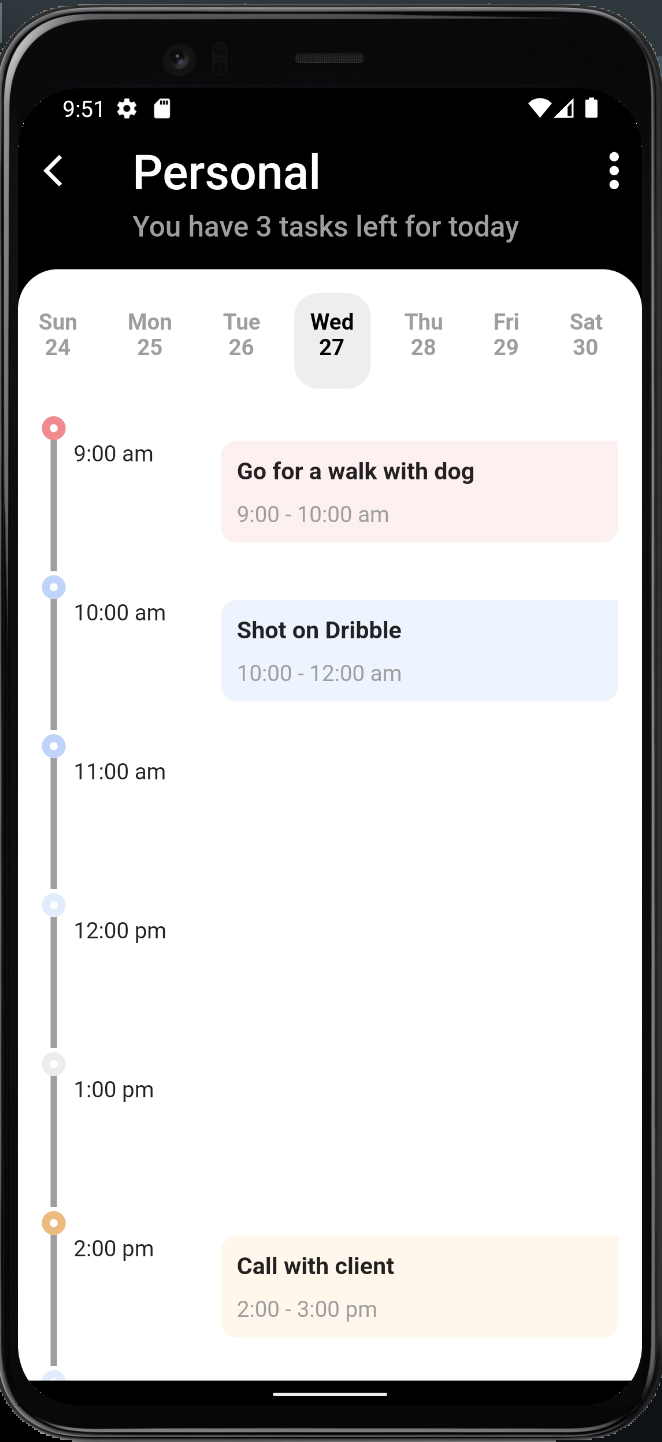 9:51
Personal
You have 3 tasks left for today
Sun Mon Tue Wed Thu Fri Sat
24 25 26 27 28 29 30
9:00 am
Go for a walk with dog
9:00 - 10:00 am
10:00 am
Shot on Dribble
10:00 - 12:00 am
11:00 am
12:00 pm
1:00 pm
2:00 pm
Call with client
2:00 - 3:00 pm